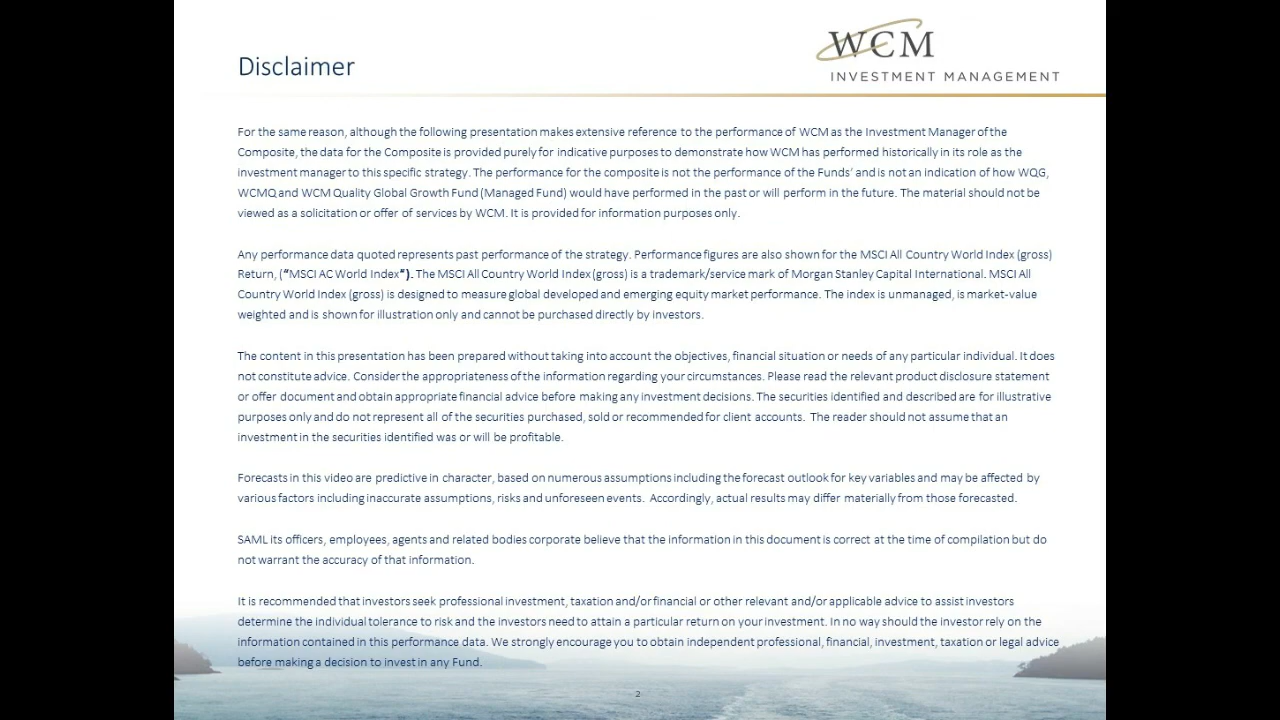 Disclaimer
WCM
INVESTMENT MANAGEMENT
For the same reason, although the following presentation makes extensive reference to the performance of WCM as the Investment Manager of the
Composite, the data for the Composite is provided purely for indicative purposes to demonstrate how WCM has performed historically in its role as the
investment manager to this specific strategy. The performance for the composite is not the performance of the Funds’ and is not an indication of how WQG,
WCMQ and WCM Quality Global Growth Fund (Managed Fund) would have performed in the past or will perform in the future. The material should not be
viewed as a solicitation or offer of services by WCM. It is provided for information purposes only.
Any performance data quoted represents past performance of the strategy. Performance figures are also shown for the MSCI All Country World Index (gross)
Return, (“MSCI AC World Index”). The MSCI All Country World Index (gross) is a trademark/service mark of Morgan Stanley Capital International. MSCI All
Country World Index (gross) is designed to measure global developed and emerging equity market performance. The index is unmanaged, is market-value
weighted and is shown for illustration only and cannot be purchased directly by investors.
The content in this presentation has been prepared without taking into account the objectives, financial situation or needs of any particular individual. It does
not constitute advice. Consider the appropriateness of the information regarding your circumstances. Please read the relevant product disclosure statement
or offer document and obtain appropriate financial advice before making any investment decisions. The securities identified and described are for illustrative
purposes only and do not represent all of the securities purchased, sold or recommended for client accounts. The reader should not assume that an
investment in the securities identified was or will be profitable.
Forecasts in this video are predictive in character, based on numerous assumptions including the forecast outlook for key variables and may be affected by
various factors including inaccurate assumptions, risks and unforeseen events. Accordingly, actual results may differ materially from those forecasted.
SAML its officers, employees, agents and related bodies corporate believe that the information in this document is correct at the time of compilation but do
not warrant the accuracy of that information.
It is recommended that investors seek professional investment, taxation and/or financial or other relevant and/or applicable advice to assist investors
determine the individual tolerance to risk and the investors need to attain a particular return on your investment. In no way should the investor rely on the
information contained in this performance data. We strongly encourage you to obtain independent professional, financial, investment, taxation or legal advice
before making a decision to invest in any Fund.
2